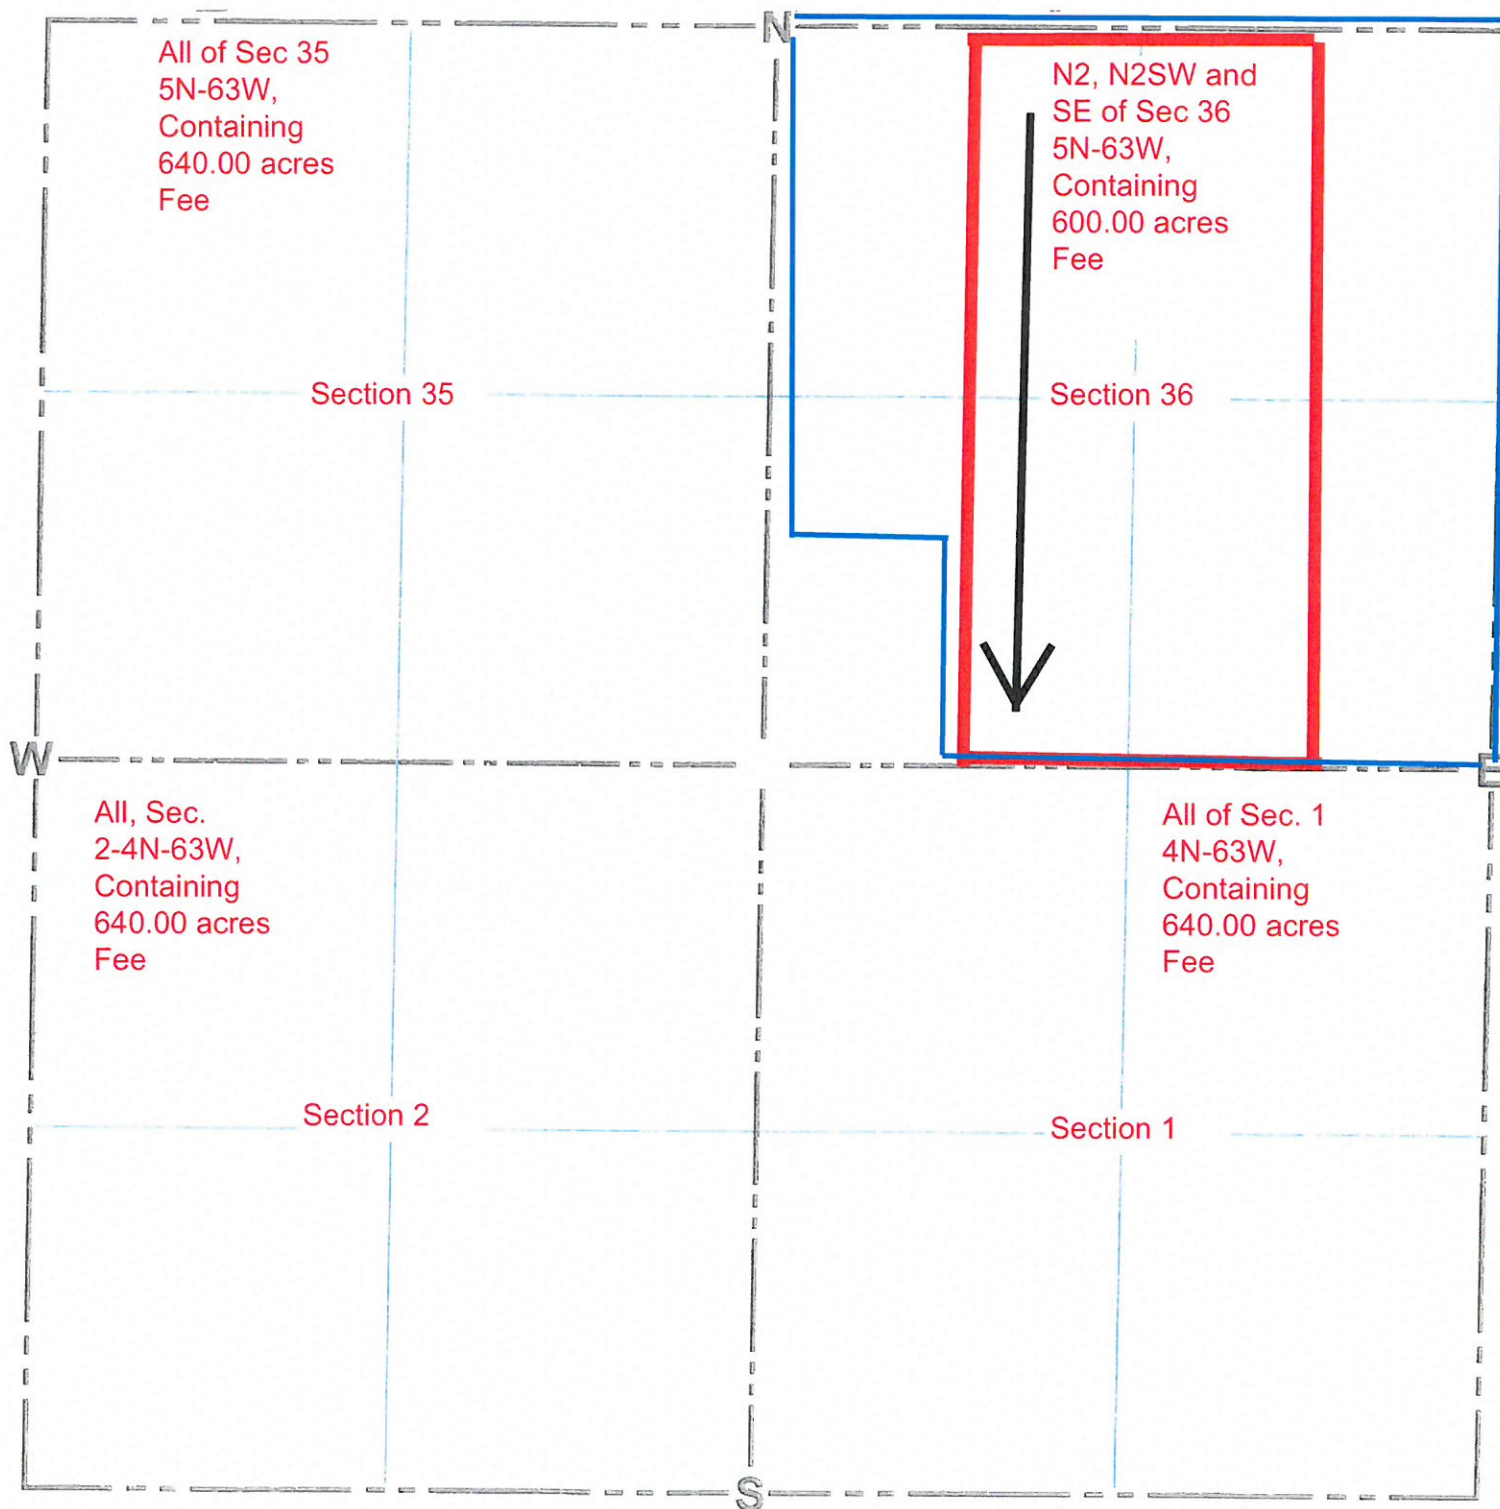 N
All of Sec 35
5N-63W,
Containing
640.00 acres
Fee
N2, N2SW and
SE of Sec 36
5N-63W,
Containing
600.00 acres
Fee
Section 35
Section 36
W
E
All, Sec.
2-4N-63W,
Containing
640.00 acres
Fee
All of Sec. 1
4N-63W,
Containing
640.00 acres
Fee
Section 2
Section 1
S